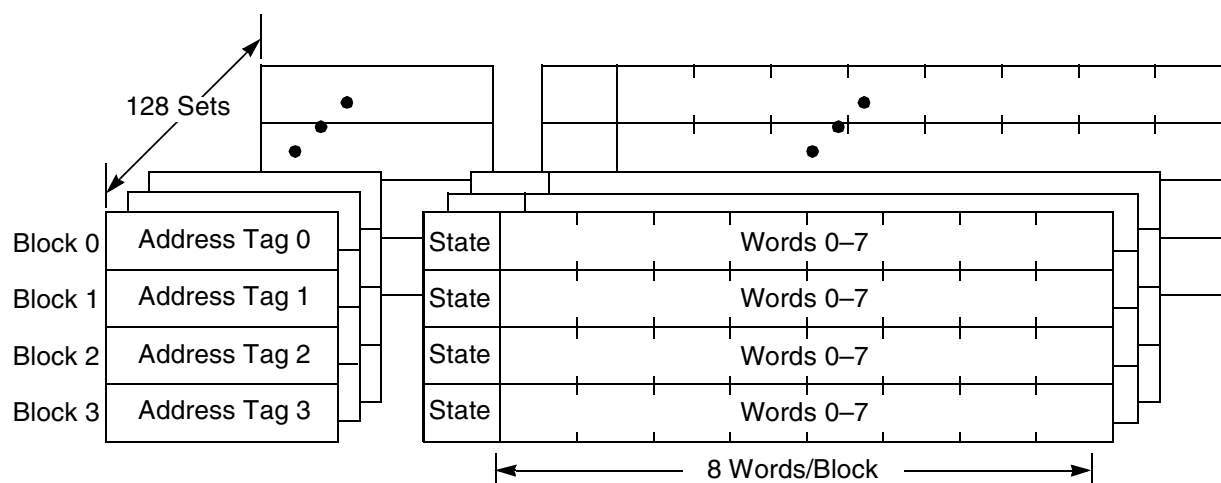 128 Sets
Block 0 Address Tag 0 State Words 0–7
Block 1 Address Tag 1 State Words 0–7
Block 2 Address Tag 2 State Words 0–7
Block 3 Address Tag 3 State Words 0–7
8 Words/Block